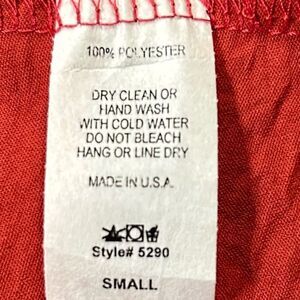 100% POLYESTER
DRY CLEAN OR
HAND WASH
WITH COLD WATER
DO NOT BLEACH
HANG OR LINE DRY
MADE IN U.S.A.
Style# 5290
SMALL